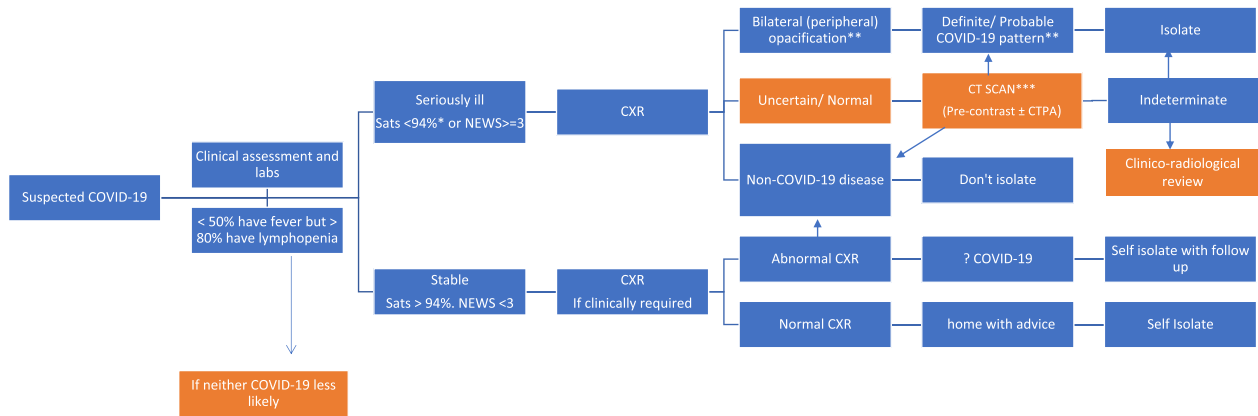 Suspected COVID-19
Clinical assessment and
labs
< 50% have fever but >
80% have lymphopenia
If neither COVID-19 less
likely
Seriously ill
Sats <94%* or NEWS>=3
CXR
Bilateral (peripheral)
opacification**
Definite/ Probable
COVID-19 pattern**
Isolate
Uncertain/ Normal
CT SCAN***
(Pre-contrast ± CTPA)
Indeterminate
Clinico-radiological
review
Non-COVID-19 disease
Don't isolate
Stable
Sats > 94%. NEWS <3
CXR
If clinically required
Abnormal CXR
? COVID-19
Self isolate with follow
up
Normal CXR
home with advice
Self Isolate